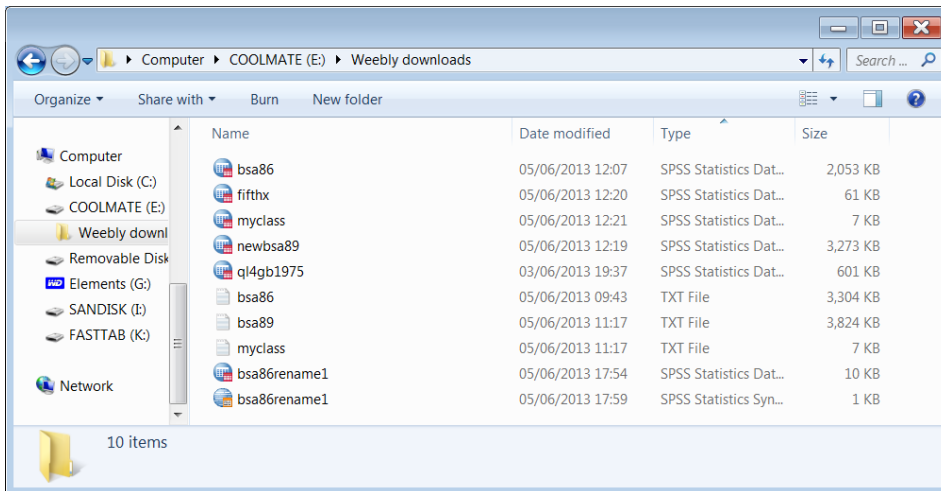 Computer ▸ COOLMATE (E:) ▸ Weebly downloads
Search ...
Organize Share with Burn New folder
Name Date modified Type Size
Computer
Local Disk (C:)
COOLMATE (E:)
Weebly downl
Removable Disk
WD Elements (G:)
SANDISK (I:)
FASTTAB (K:)
Network
bsa86 05/06/2013 12:07 SPSS Statistics Dat... 2,053 KB
fifthx 05/06/2013 12:20 SPSS Statistics Dat... 61 KB
myclass 05/06/2013 12:21 SPSS Statistics Dat... 7 KB
newbsa89 05/06/2013 12:19 SPSS Statistics Dat... 3,273 KB
ql4gb1975 03/06/2013 19:37 SPSS Statistics Dat... 601 KB
bsa86 05/06/2013 09:43 TXT File 3,304 KB
bsa89 05/06/2013 11:17 TXT File 3,824 KB
myclass 05/06/2013 11:17 TXT File 7 KB
bsa86rename1 05/06/2013 17:54 SPSS Statistics Dat... 10 KB
bsa86rename1 05/06/2013 17:59 SPSS Statistics Syn... 1 KB
10 items